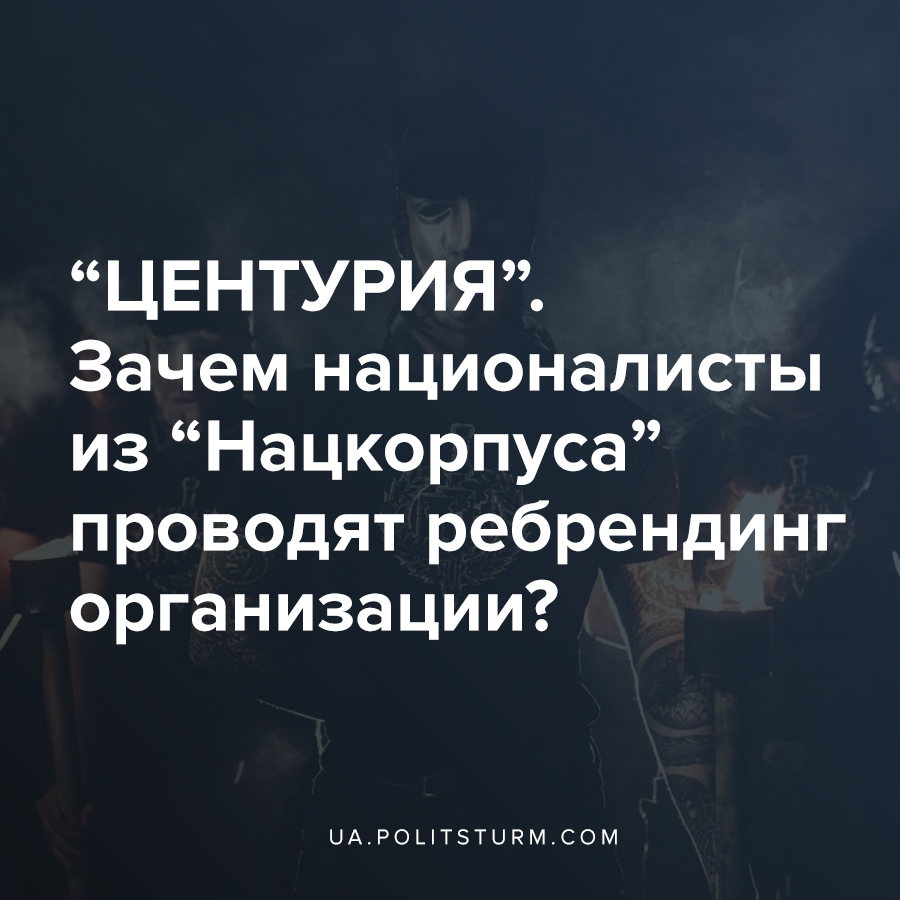 “ЦЕНТУРИЯ”.
Зачем националисты
из “Нацкорпуса”
проводят ребрендинг
организации?
UA.POLITSTURM.COM